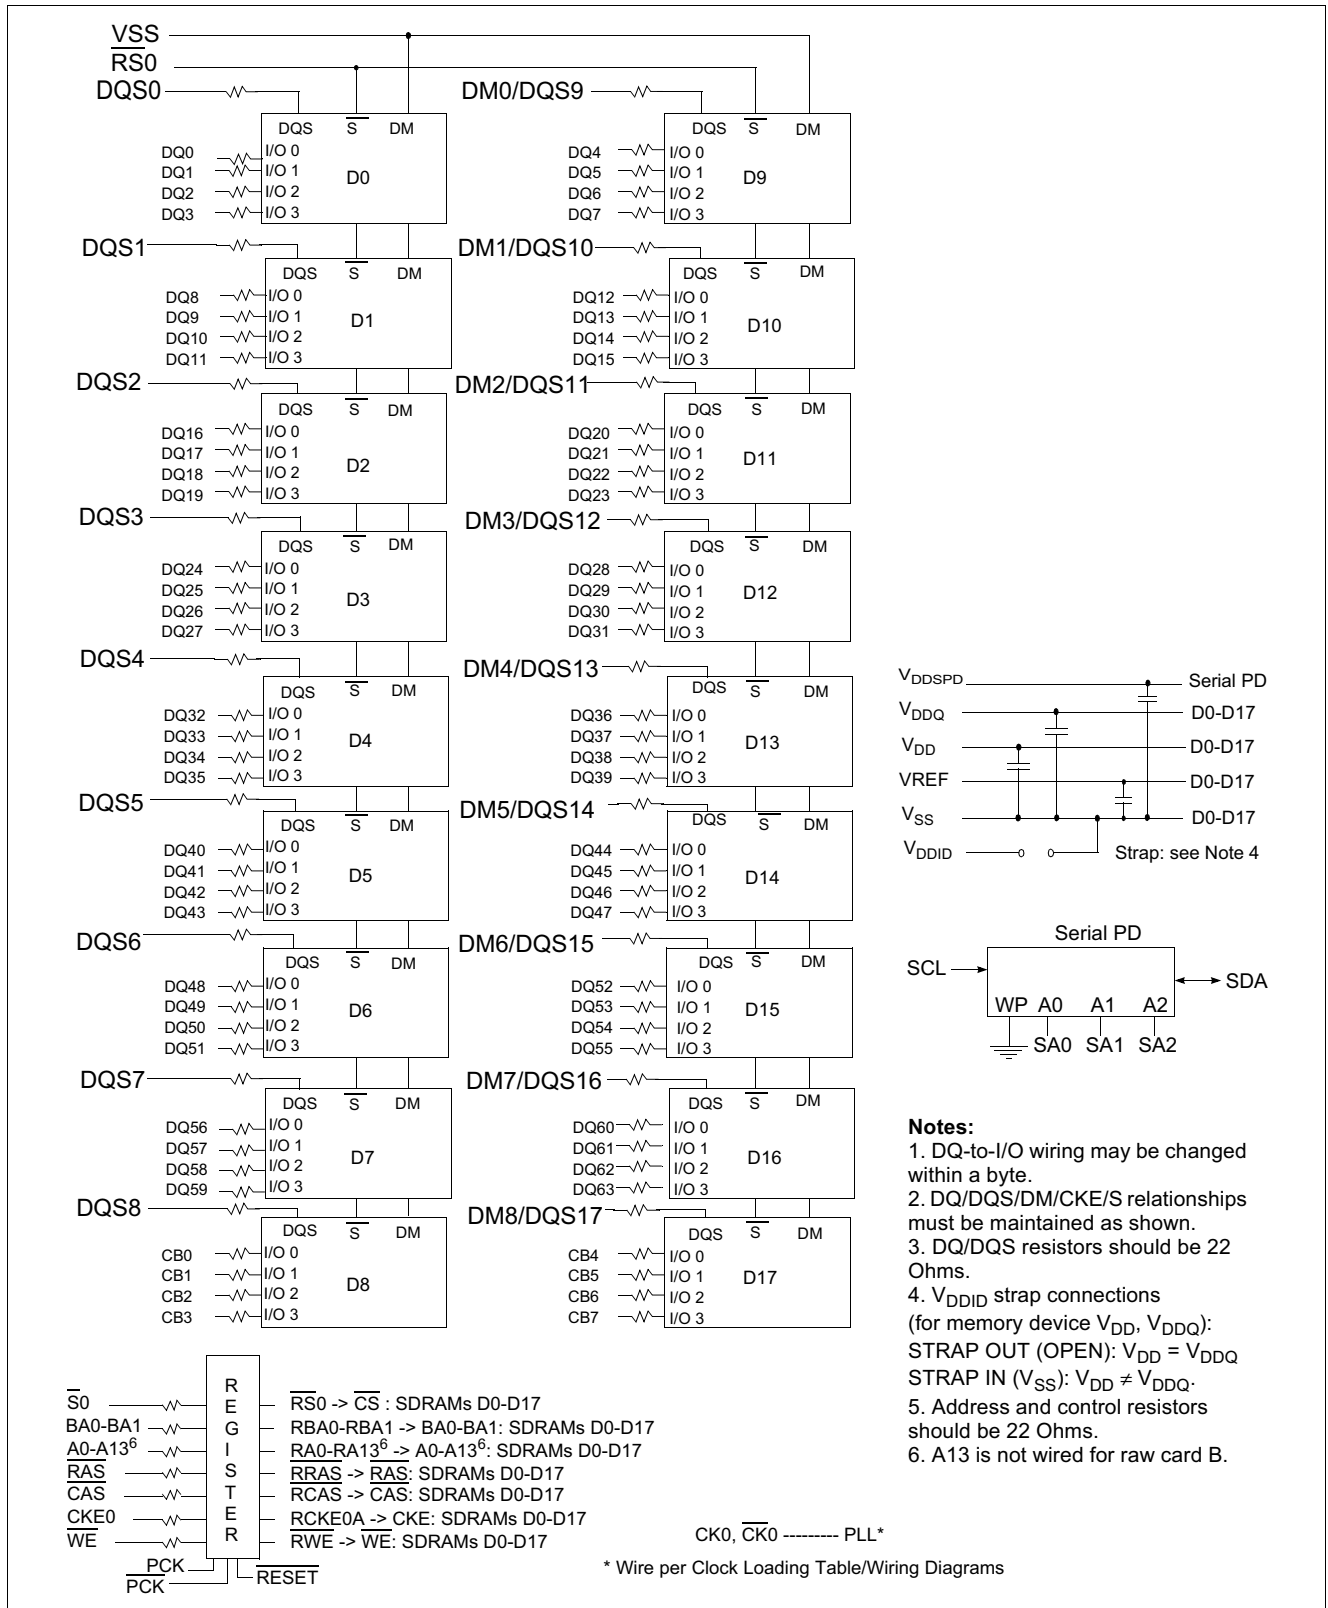 VSS
RS0
DQS0 DM0/DQS9
DQS S DM DQS S DM
DQ0 I/O 0 DQ4 I/O 0
DQ1 I/O 1 D0 DQ5 I/O 1 D9
DQ2 I/O 2 DQ6 I/O 2
DQ3 I/O 3 DQ7 I/O 3
DQS1 DM1/DQS10
DQS S DM DQS S DM
DQ8 I/O 0 DQ12 I/O 0
DQ9 I/O 1 D1 DQ13 I/O 1 D10
DQ10 I/O 2 DQ14 I/O 2
DQ11 I/O 3 DQ15 I/O 3
DQS2 DM2/DQS11
DQS S DM DQS S DM
DQ16 I/O 0 DQ20 I/O 0
DQ17 I/O 1 D2 DQ21 I/O 1 D11
DQ18 I/O 2 DQ22 I/O 2
DQ19 I/O 3 DQ23 I/O 3
DQS3 DM3/DQS12
DQS S DM DQS S DM
DQ24 I/O 0 DQ28 I/O 0
DQ25 I/O 1 D3 DQ29 I/O 1 D12
DQ26 I/O 2 DQ30 I/O 2
DQ27 I/O 3 DQ31 I/O 3
DQS4 DM4/DQS13
DQS S DM DQS S DM
DQ32 I/O 0 DQ36 I/O 0
DQ33 I/O 1 D4 DQ37 I/O 1 D13
DQ34 I/O 2 DQ38 I/O 2
DQ35 I/O 3 DQ39 I/O 3
DQS5 DM5/DQS14
DQS S DM DQS S DM
DQ40 I/O 0 DQ44 I/O 0
DQ41 I/O 1 D5 DQ45 I/O 1 D14
DQ42 I/O 2 DQ46 I/O 2
DQ43 I/O 3 DQ47 I/O 3
DQS6 DM6/DQS15
DQS S DM DQS S DM
DQ48 I/O 0 DQ52 I/O 0
DQ49 I/O 1 D6 DQ53 I/O 1 D15
DQ50 I/O 2 DQ54 I/O 2
DQ51 I/O 3 DQ55 I/O 3
DQS7 DM7/DQS16
DQS S DM DQS S DM
DQ56 I/O 0 DQ60 I/O 0
DQ57 I/O 1 D7 DQ61 I/O 1 D16
DQ58 I/O 2 DQ62 I/O 2
DQ59 I/O 3 DQ63 I/O 3
DQS8 DM8/DQS17
DQS S DM DQS S DM
CB0 I/O 0 CB4 I/O 0
CB1 I/O 1 D8 CB5 I/O 1 D17
CB2 I/O 2 CB6 I/O 2
CB3 I/O 3 CB7 I/O 3
VDDSPD Serial PD
VDDQ D0-D17
VDD D0-D17
VREF D0-D17
VSS D0-D17
VDDID Strap: see Note 4
Serial PD
SCL SDA
WP A0 A1 A2
SA0 SA1 SA2
Notes:
1. DQ-to-I/O wiring may be changed
within a byte.
2. DQ/DQS/DM/CKE/S relationships
must be maintained as shown.
3. DQ/DQS resistors should be 22
Ohms.
4. VDDID strap connections
(for memory device VDD, VDDQ):
STRAP OUT (OPEN): VDD = VDDQ
STRAP IN (VSS): VDD ≠ VDDQ.
5. Address and control resistors
should be 22 Ohms.
6. A13 is not wired for raw card B.
REGISTER
S0 RS0 -> CS : SDRAMs D0-D17
BA0-BA1 RBA0-RBA1 -> BA0-BA1: SDRAMs D0-D17
A0-A13⁶ RA0-RA13⁶ -> A0-A13⁶: SDRAMs D0-D17
RAS RRAS -> RAS: SDRAMs D0-D17
CAS RCAS -> CAS: SDRAMs D0-D17
CKE0 RCKE0A -> CKE: SDRAMs D0-D17
WE RWE -> WE: SDRAMs D0-D17
PCK
PCK RESET
CK0, CK0 --------- PLL*
* Wire per Clock Loading Table/Wiring Diagrams